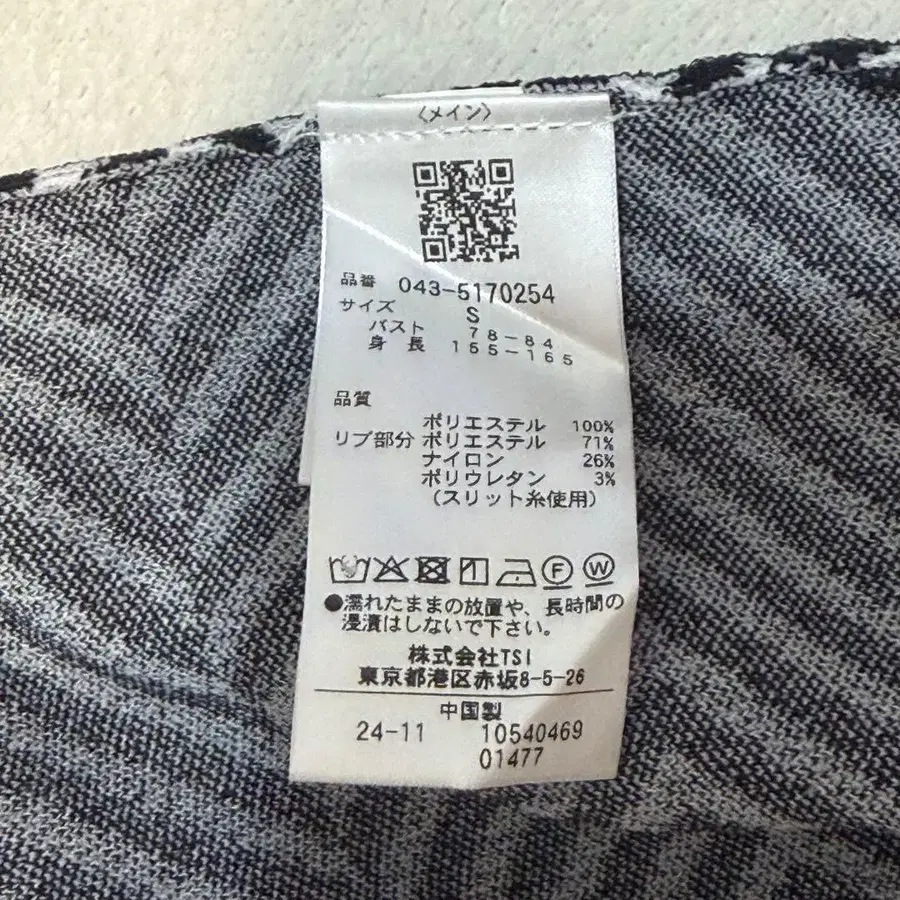 〈メイン〉
品番 043-5170254
サイズ S
バスト 78-84
身長 155-165
品質
ポリエステル 100%
リブ部分 ポリエステル 71%
ナイロン 26%
ポリウレタン 3%
(スリット糸使用)
F W
●濡れたままの放置や、長時間の
浸漬はしないで下さい。
株式会社TSI
東京都港区赤坂8-5-26
中国製
24-11 10540469
01477